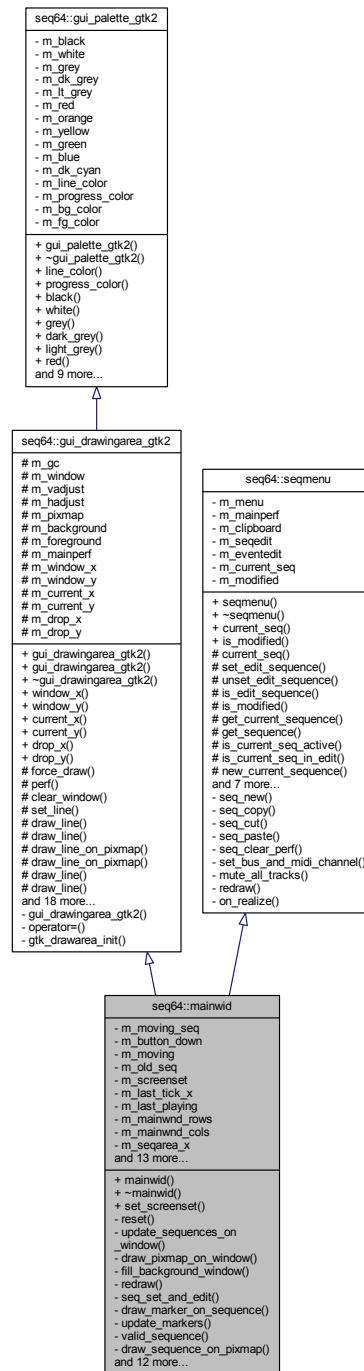 seq64::gui_palette_gtk2
- m_black
- m_white
- m_grey
- m_dk_grey
- m_lt_grey
- m_red
- m_orange
- m_yellow
- m_green
- m_blue
- m_dk_cyan
- m_line_color
- m_progress_color
- m_bg_color
- m_fg_color
+ gui_palette_gtk2()
+ ~gui_palette_gtk2()
+ line_color()
+ progress_color()
+ black()
+ white()
+ grey()
+ dark_grey()
+ light_grey()
+ red()
and 9 more...
seq64::gui_drawingarea_gtk2
# m_gc
# m_window
# m_vadjust
# m_hadjust
# m_pixmap
# m_background
# m_foreground
# m_mainperf
# m_window_x
# m_window_y
# m_current_x
# m_current_y
# m_drop_x
# m_drop_y
+ gui_drawingarea_gtk2()
+ gui_drawingarea_gtk2()
+ ~gui_drawingarea_gtk2()
+ window_x()
+ window_y()
+ current_x()
+ current_y()
+ drop_x()
+ drop_y()
# force_draw()
# perf()
# clear_window()
# set_line()
# draw_line()
# draw_line()
# draw_line_on_pixmap()
# draw_line_on_pixmap()
# draw_line()
# draw_line()
and 18 more...
- gui_drawingarea_gtk2()
- operator=()
- gtk_drawarea_init()
seq64::seqmenu
- m_menu
- m_mainperf
- m_clipboard
- m_seqedit
- m_eventedit
- m_current_seq
- m_modified
+ seqmenu()
+ ~seqmenu()
+ current_seq()
+ is_modified()
# current_seq()
# set_edit_sequence()
# unset_edit_sequence()
# is_edit_sequence()
# is_modified()
# get_current_sequence()
# get_sequence()
# is_current_seq_active()
# is_current_seq_in_edit()
# new_current_sequence()
and 7 more...
- seq_new()
- seq_copy()
- seq_cut()
- seq_paste()
- seq_clear_perf()
- set_bus_and_midi_channel()
- mute_all_tracks()
- redraw()
- on_realize()
seq64::mainwid
- m_moving_seq
- m_button_down
- m_moving
- m_old_seq
- m_screenset
- m_last_tick_x
- m_last_playing
- m_mainwnd_rows
- m_mainwnd_cols
- m_seqarea_x
and 13 more...
+ mainwid()
+ ~mainwid()
+ set_screenset()
- reset()
- update_sequences_on
_window()
- draw_pixmap_on_window()
- fill_background_window()
- redraw()
- seq_set_and_edit()
- draw_marker_on_sequence()
- update_markers()
- valid_sequence()
- draw_sequence_on_pixmap()
and 12 more...